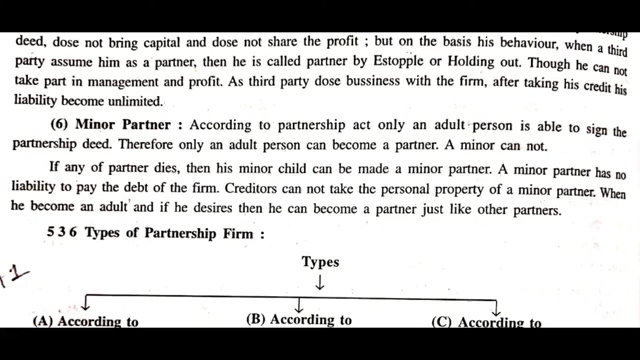 deed, dose not bring capital and dose not share the profit ; but on the basis his behaviour, when a third
party assume him as a partner, then he is called partner by Estopple or Holding out. Though he can not
take part in management and profit. As third party dose bussiness with the firm, after taking his credit his
liability become unlimited.
(6) Minor Partner : According to partnership act only an adult person is able to sign the
partnership deed. Therefore only an adult person can become a partner. A minor can not.
If any of partner dies, then his minor child can be made a minor partner. A minor partner has no
liability to pay the debt of the firm. Creditors can not take the personal property of a minor partner. When
he become an adult and if he desires then he can become a partner just like other partners.
5 3 6 Types of Partnership Firm :
Types
(A) According to (B) According to (C) According to